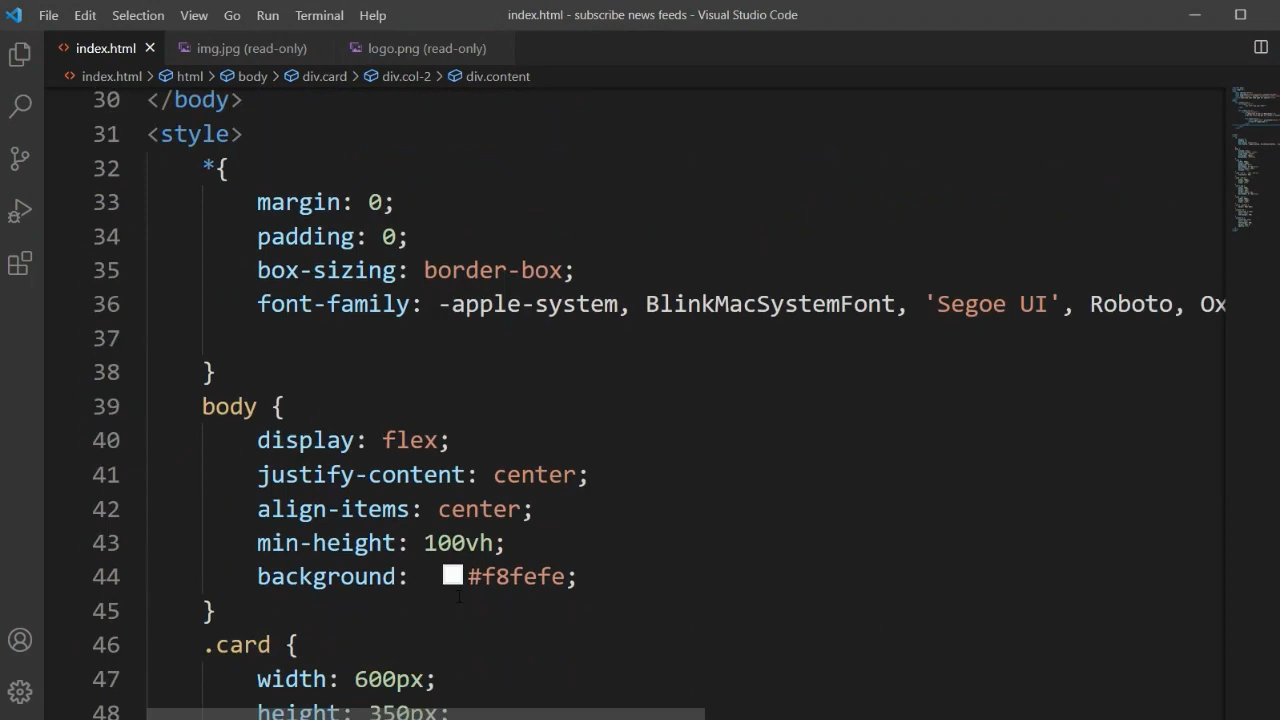 File Edit Selection View Go Run Terminal Help index.html - subscribe news feeds - Visual Studio Code
index.html img.jpg (read-only) logo.png (read-only)
index.html > html > body > div.card > div.col-2 > div.content
30 </body>
31 <style>
32 *{
33 margin: 0;
34 padding: 0;
35 box-sizing: border-box;
36 font-family: -apple-system, BlinkMacSystemFont, 'Segoe UI', Roboto, Ox
37
38 }
39 body {
40 display: flex;
41 justify-content: center;
42 align-items: center;
43 min-height: 100vh;
44 background: #f8fefe;
45 }
46 .card {
47 width: 600px;
48 height: 350px;